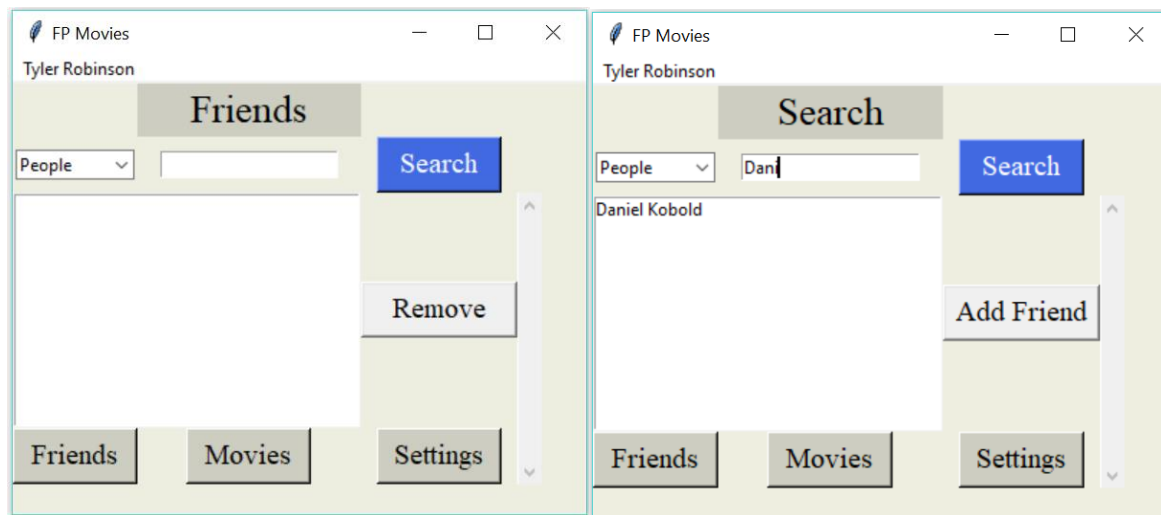 FP Movies
Tyler Robinson
Friends
People
Search
Remove
Friends Movies Settings
FP Movies
Tyler Robinson
Search
People Dani Search
Daniel Kobold
Add Friend
Friends Movies Settings